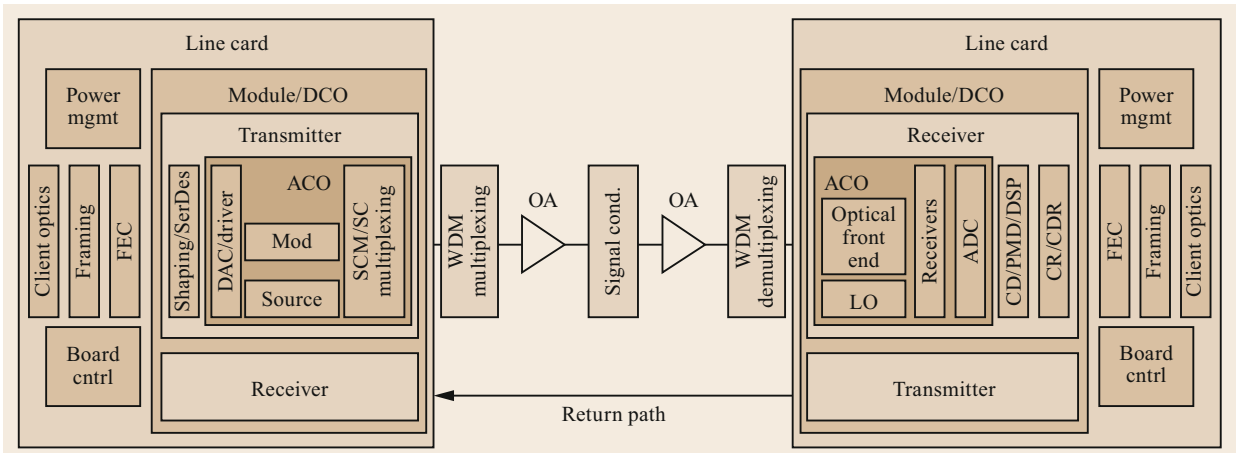 Line card
Power
mgmt
Client optics
Framing
FEC
Board
cntrl
Module/DCO
Transmitter
Shaping/SerDes
ACO
DAC/driver
Mod
Source
SCM/SC
multiplexing
Receiver
WDM
multiplexing
OA
Signal cond.
OA
WDM
demultiplexing
Return path
Line card
Module/DCO
Receiver
ACO
Optical
front
end
LO
Receivers
ADC
CD/PMD/DSP
CR/CDR
Transmitter
Power
mgmt
FEC
Framing
Client optics
Board
cntrl